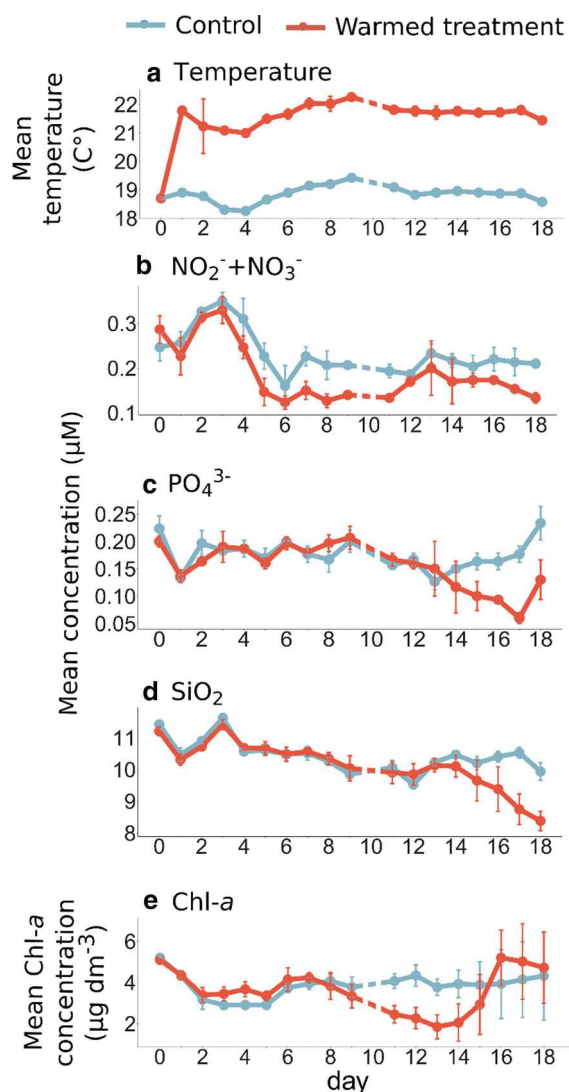 Control Warmed treatment
a Temperature
Mean temperature (C°)
22
21
20
19
18
0 2 4 6 8 10 12 14 16 18
b NO₂⁻+NO₃⁻
0.3
0.2
0.1
0 2 4 6 8 10 12 14 16 18
Mean concentration (μM)
c PO₄³⁻
0.25
0.20
0.15
0.10
0.05
0 2 4 6 8 10 12 14 16 18
d SiO₂
11
10
9
8
0 2 4 6 8 10 12 14 16 18
e Chl-a
Mean Chl-a
concentration
(μg dm⁻³)
6
4
2
0 2 4 6 8 10 12 14 16 18
day